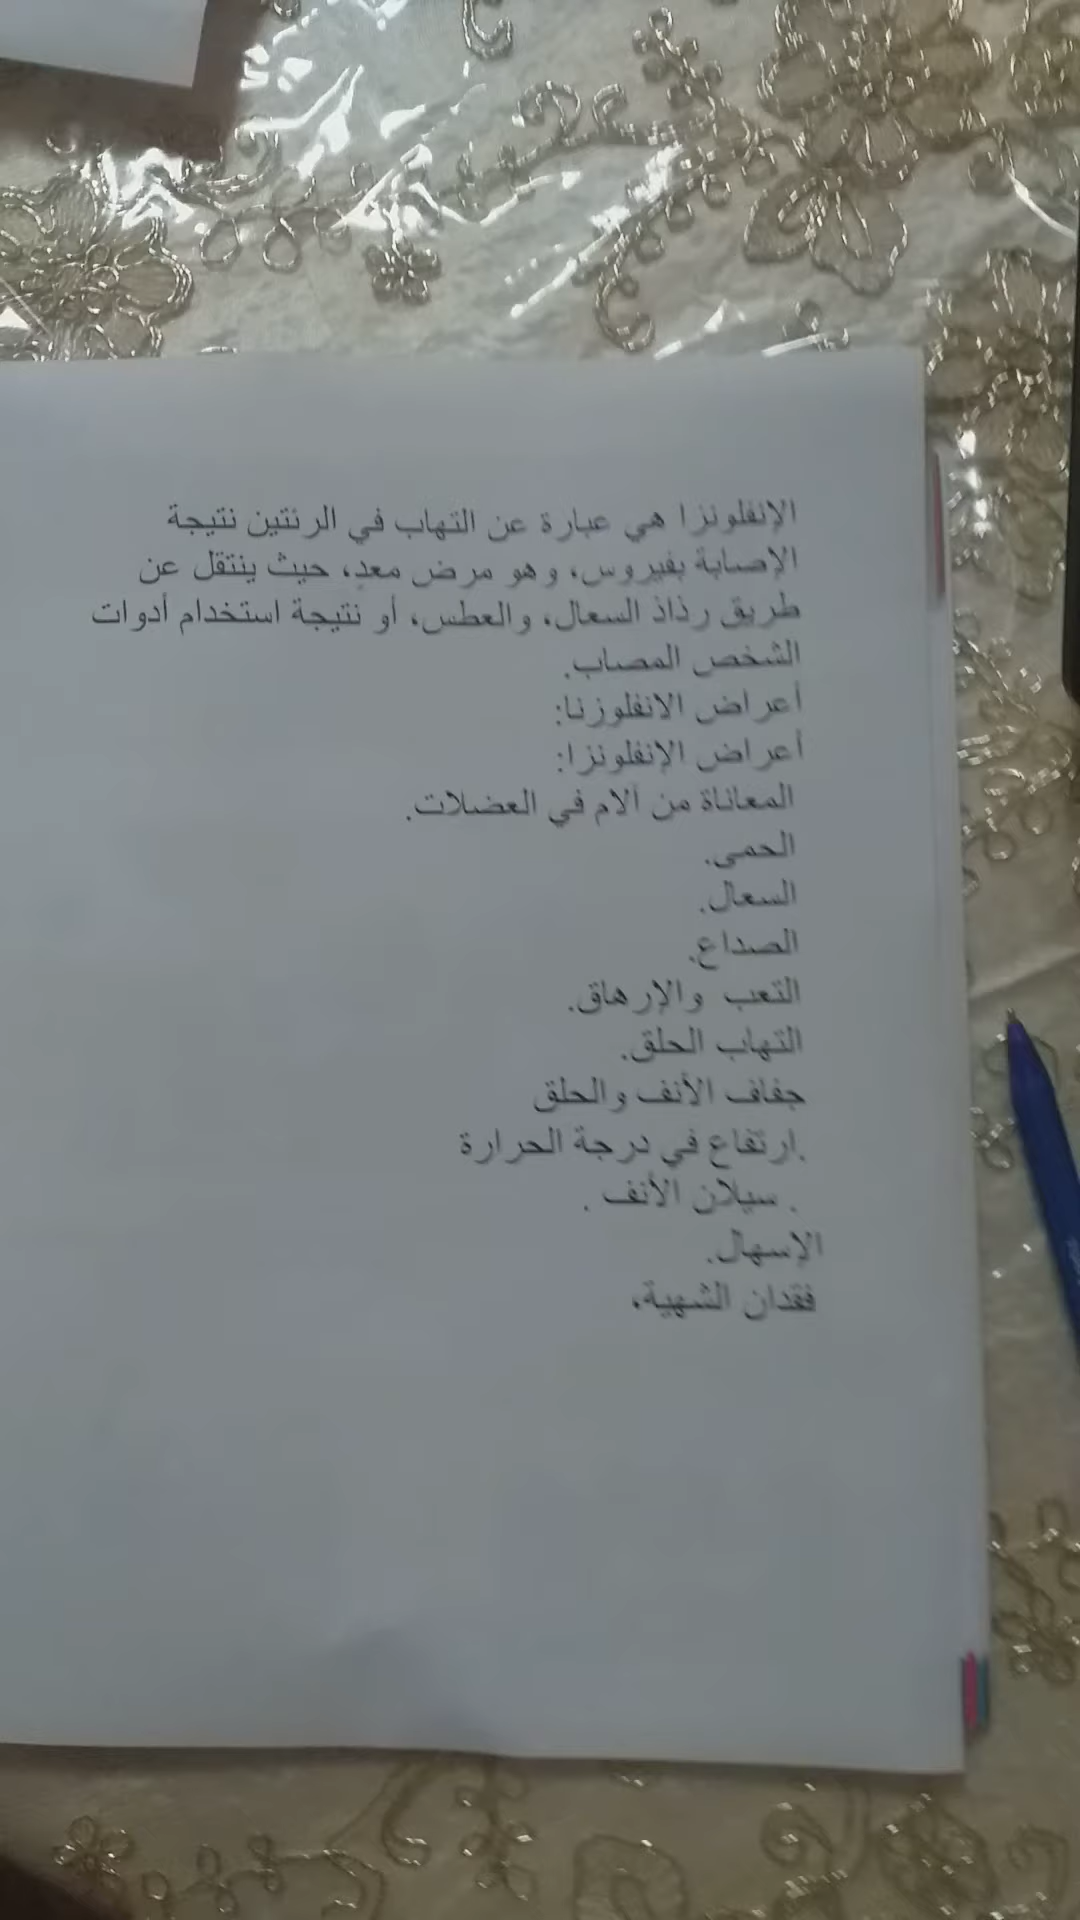 الإنفلونزا هي عبارة عن التهاب في الرئتين نتيجة
الإصابة بفيروس، وهو مرض معدٍ، حيث ينتقل عن
طريق رذاذ السعال، والعطس، أو نتيجة استخدام أدوات
الشخص المصاب.
أعراض الانفلوزنا:
أعراض الإنفلونزا:
المعاناة من آلام في العضلات.
الحمى.
السعال.
الصداع.
التعب والإرهاق.
التهاب الحلق.
جفاف الأنف والحلق
.ارتفاع في درجة الحرارة
. سيلان الأنف .
الإسهال.
فقدان الشهية،